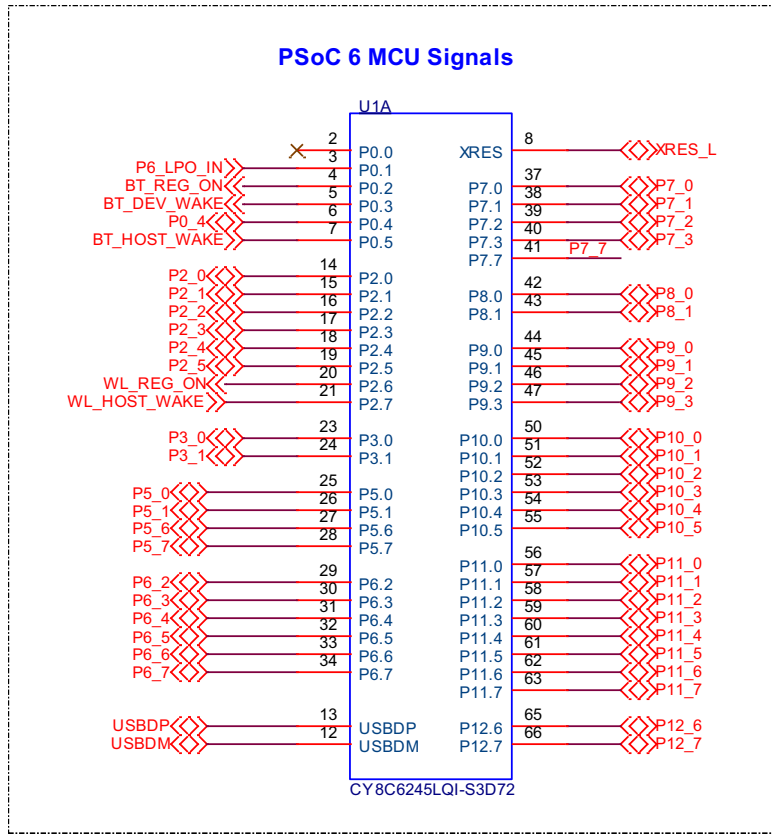 PSoC 6 MCU Signals
U1A
2 P0.0 XRES 8 XRES_L
P6_LPO_IN 3 P0.1
BT_REG_ON 4 P0.2 P7.0 37 P7_0
BT_DEV_WAKE 5 P0.3 P7.1 38 P7_1
P0_4 6 P0.4 P7.2 39 P7_2
BT_HOST_WAKE 7 P0.5 P7.3 40 P7_3
P7.7 41 P7_7
P2_0 14 P2.0 P8.0 42 P8_0
P2_1 15 P2.1 P8.1 43 P8_1
P2_2 16 P2.2
P2_3 17 P2.3 P9.0 44 P9_0
P2_4 18 P2.4 P9.1 45 P9_1
P2_5 19 P2.5 P9.2 46 P9_2
WL_REG_ON 20 P2.6 P9.3 47 P9_3
WL_HOST_WAKE 21 P2.7
P3_0 23 P3.0 P10.0 50 P10_0
P3_1 24 P3.1 P10.1 51 P10_1
P10.2 52 P10_2
P5_0 25 P5.0 P10.3 53 P10_3
P5_1 26 P5.1 P10.4 54 P10_4
P5_6 27 P5.6 P10.5 55 P10_5
P5_7 28 P5.7
P11.0 56 P11_0
P6_2 29 P6.2 P11.1 57 P11_1
P6_3 30 P6.3 P11.2 58 P11_2
P6_4 31 P6.4 P11.3 59 P11_3
P6_5 32 P6.5 P11.4 60 P11_4
P6_6 33 P6.6 P11.5 61 P11_5
P6_7 34 P6.7 P11.6 62 P11_6
P11.7 63 P11_7
USBDP 13 USBDP P12.6 65 P12_6
USBDM 12 USBDM P12.7 66 P12_7
CY8C6245LQI-S3D72